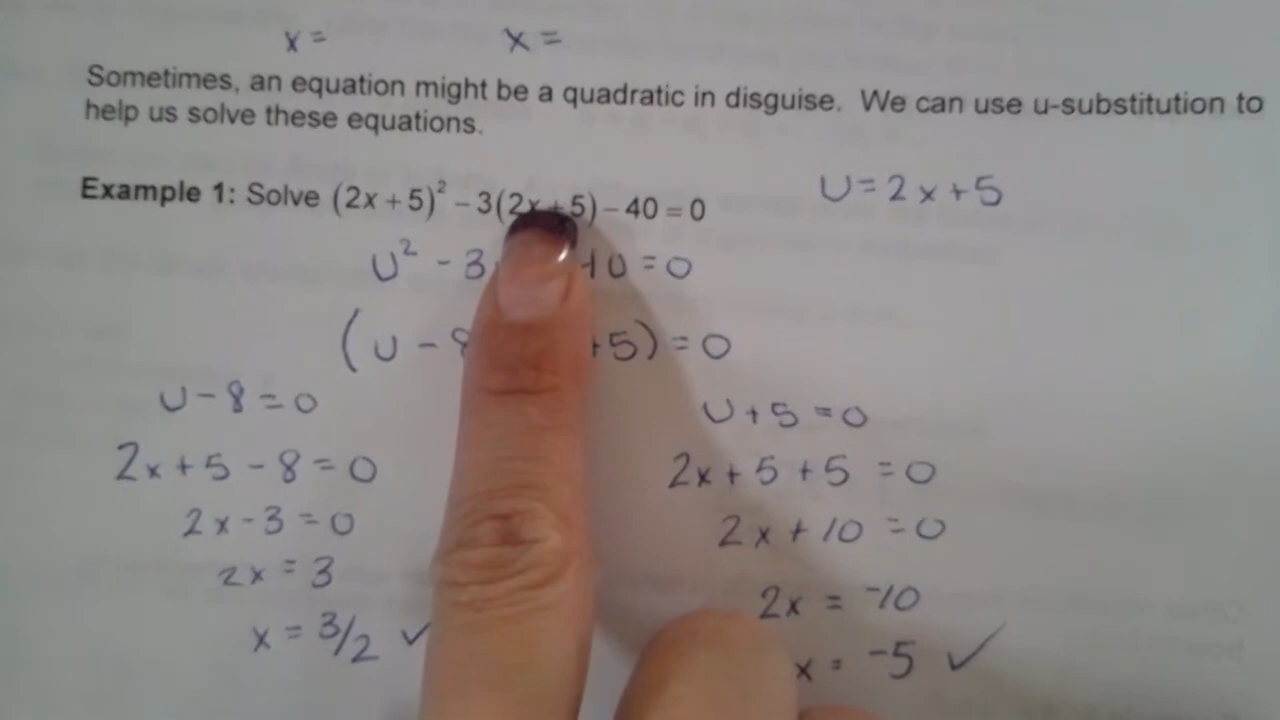 x = x =
Sometimes, an equation might be a quadratic in disguise. We can use u-substitution to
help us solve these equations.
Example 1: Solve (2x + 5)² − 3(2x + 5) − 40 = 0 U = 2x + 5
U² - 3 = 0
(U - 8 +5) = 0
U - 8 = 0 U + 5 = 0
2x + 5 - 8 = 0 2x + 5 + 5 = 0
2x - 3 = 0 2x + 10 = 0
2x = 3 2x = -10
x = 3/2 ✓ x = -5 ✓